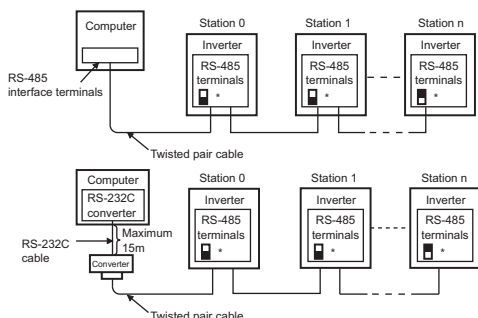 Station 0
Station 1
Station n
Computer
RS-485
interface terminals
Inverter
RS-485
terminals
*
Inverter
RS-485
terminals
*
Inverter
RS-485
terminals
*
Twisted pair cable
Station 0
Station 1
Station n
Computer
RS-232C
converter
RS-232C
cable
Maximum
15m
Converter
Inverter
RS-485
terminals
*
Inverter
RS-485
terminals
*
Inverter
RS-485
terminals
*
Twisted pair cable